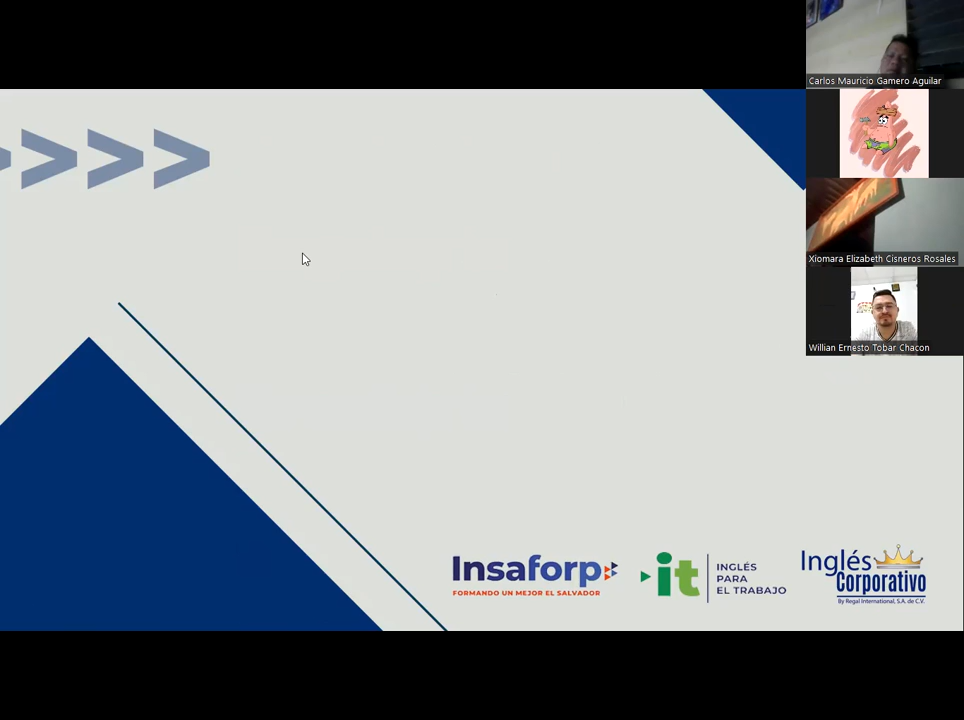 Carlos Mauricio Gamero Aguilar
>>>>
Xiomara Elizabeth Cisneros Rosales
Willian Ernesto Tobar Chacon
Insaforp
FORMANDO UN MEJOR EL SALVADOR
it
INGLÉS
PARA
EL TRABAJO
Inglés
Corporativo
By Regal International, S.A. de C.V.